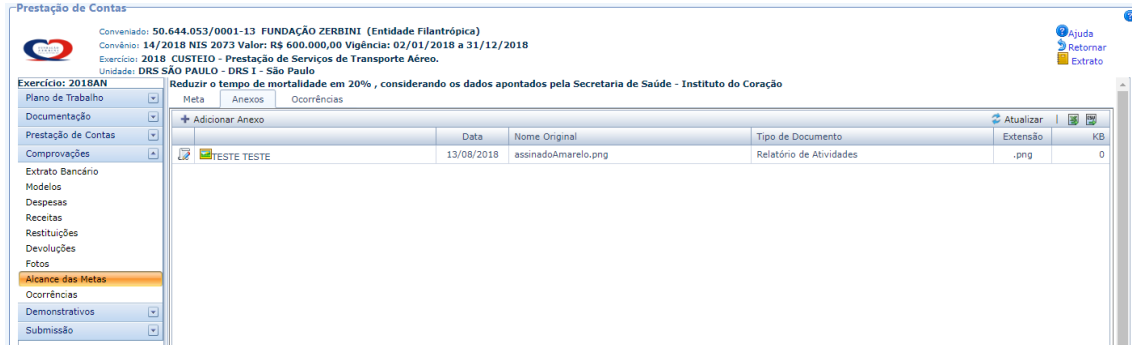 Prestação de Contas
Conveniado: 50.644.053/0001-13 FUNDAÇÃO ZERBINI (Entidade Filantrópica)
Convênio: 14/2018 NIS 2073 Valor: R$ 600.000,00 Vigência: 02/01/2018 a 31/12/2018
Exercício: 2018 CUSTEIO - Prestação de Serviços de Transporte Aéreo.
Unidade: DRS SÃO PAULO - DRS I - São Paulo
Ajuda
Retornar
Extrato
Exercício: 2018AN
Reduzir o tempo de mortalidade em 20% , considerando os dados apontados pela Secretaria de Saúde - Instituto do Coração
Plano de Trabalho
Documentação
Prestação de Contas
Comprovações
Extrato Bancário
Modelos
Despesas
Receitas
Restituições
Devoluções
Fotos
Alcance das Metas
Ocorrências
Demonstrativos
Submissão
Meta Anexos Ocorrências
Adicionar Anexo Atualizar
Data Nome Original Tipo de Documento Extensão KB
TESTE TESTE 13/08/2018 assinadoAmarelo.png Relatório de Atividades .png 0